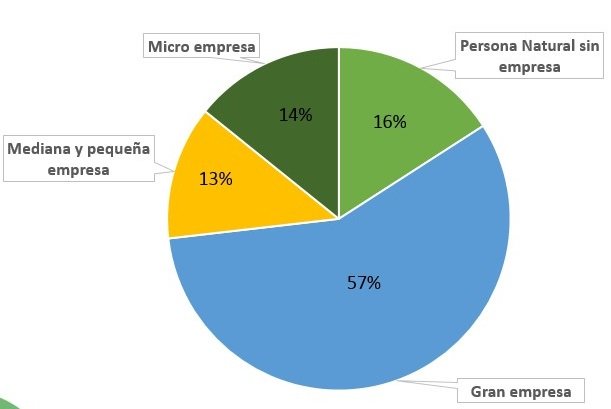 Micro empresa
Persona Natural sin
empresa
14%
16%
Mediana y pequeña
empresa
13%
57%
Gran empresa